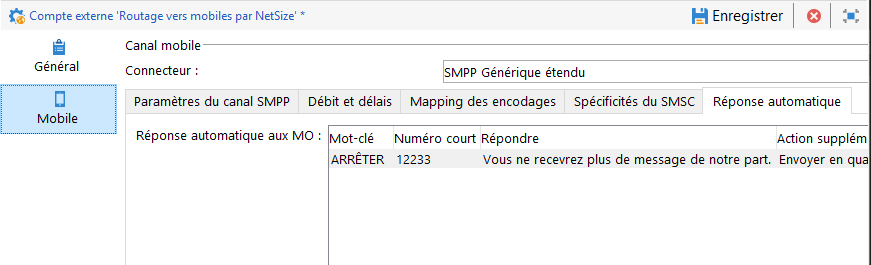 Compte externe 'Routage vers mobiles par NetSize' *
Enregistrer
Général
Mobile
Canal mobile
Connecteur :
SMPP Générique étendu
Paramètres du canal SMPP
Débit et délais
Mapping des encodages
Spécificités du SMSC
Réponse automatique
Réponse automatique aux MO :
Mot-clé Numéro court Répondre Action supplém
ARRÊTER 12233 Vous ne recevrez plus de message de notre part. Envoyer en qua